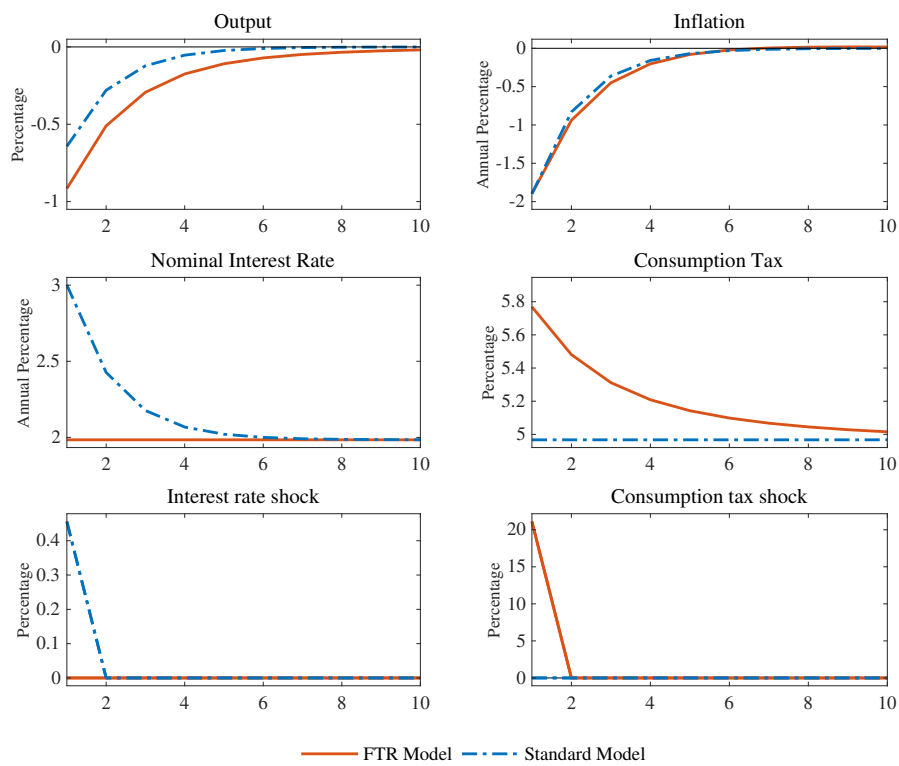 Output
Inflation
Percentage
0
-0.5
-1
2 4 6 8 10
Annual Percentage
0
-0.5
-1
-1.5
-2
2 4 6 8 10
Nominal Interest Rate
Consumption Tax
Annual Percentage
3
2.5
2
2 4 6 8 10
Percentage
5.8
5.6
5.4
5.2
5
2 4 6 8 10
Interest rate shock
Consumption tax shock
Percentage
0.4
0.3
0.2
0.1
0
2 4 6 8 10
Percentage
20
15
10
5
0
2 4 6 8 10
FTR Model Standard Model